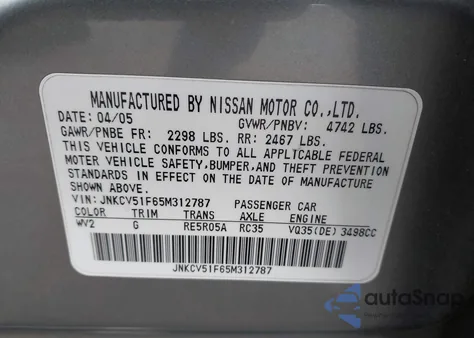 MANUFACTURED BY NISSAN MOTOR CO.,LTD.
DATE: 04/05 GVWR/PNBV: 4742 LBS.
GAWR/PNBE FR: 2298 LBS. RR: 2467 LBS.
THIS VEHICLE CONFORMS TO ALL APPLICABLE FEDERAL
MOTOR VEHICLE SAFETY,BUMPER,AND THEFT PREVENTION
STANDARDS IN EFFECT ON THE DATE OF MANUFACTURE
SHOWN ABOVE.
VIN: JNKCV51F65M312787 PASSENGER CAR
COLOR TRIM TRANS AXLE ENGINE
WV2 G RE5R05A RC35 VQ35(DE) 3498CC
JNKCV51F65M312787
autoSnap